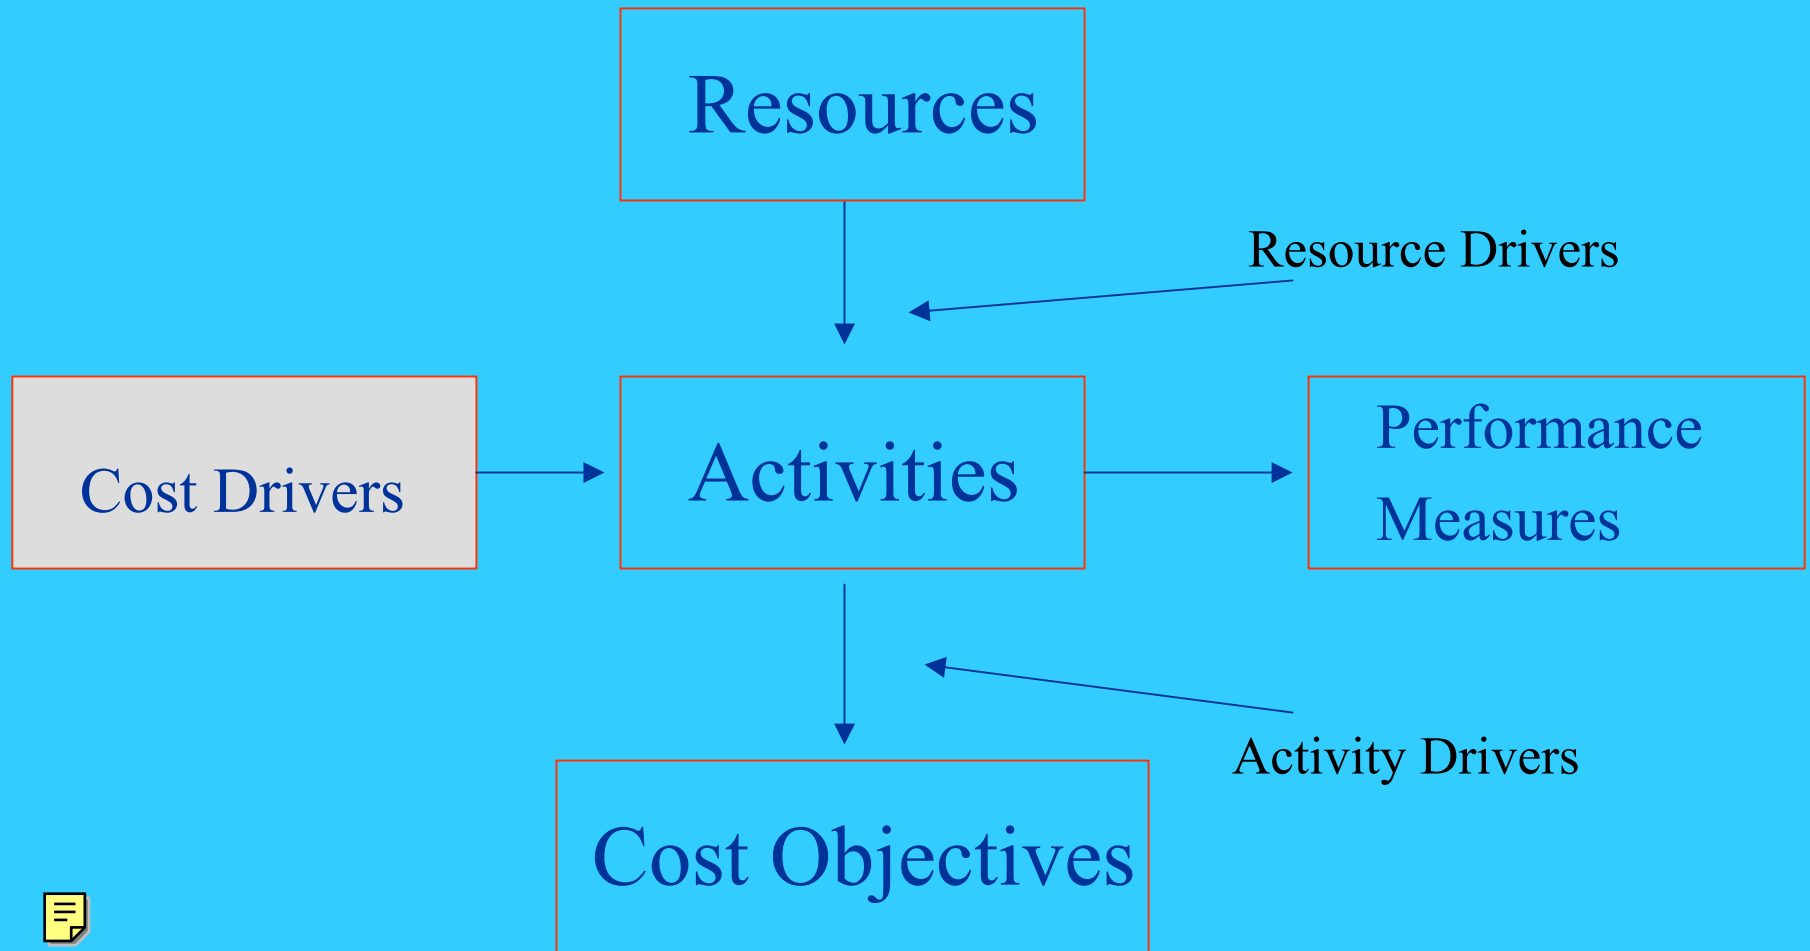 Resources
Resource Drivers
Cost Drivers
Activities
Performance
Measures
Activity Drivers
Cost Objectives